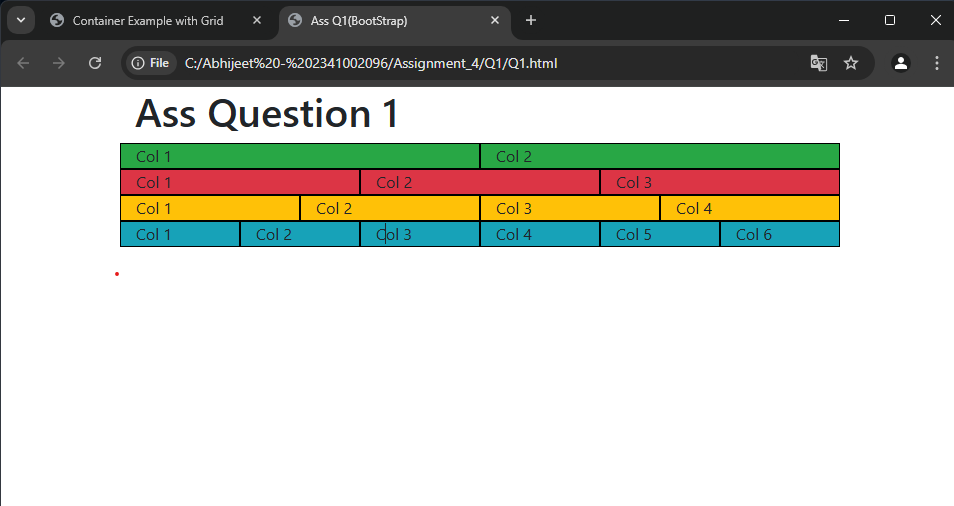 Container Example with Grid Ass Q1(BootStrap)
File C:/Abhijeet%20-%202341002096/Assignment_4/Q1/Q1.html
Ass Question 1
Col 1 Col 2
Col 1 Col 2 Col 3
Col 1 Col 2 Col 3 Col 4
Col 1 Col 2 Col 3 Col 4 Col 5 Col 6